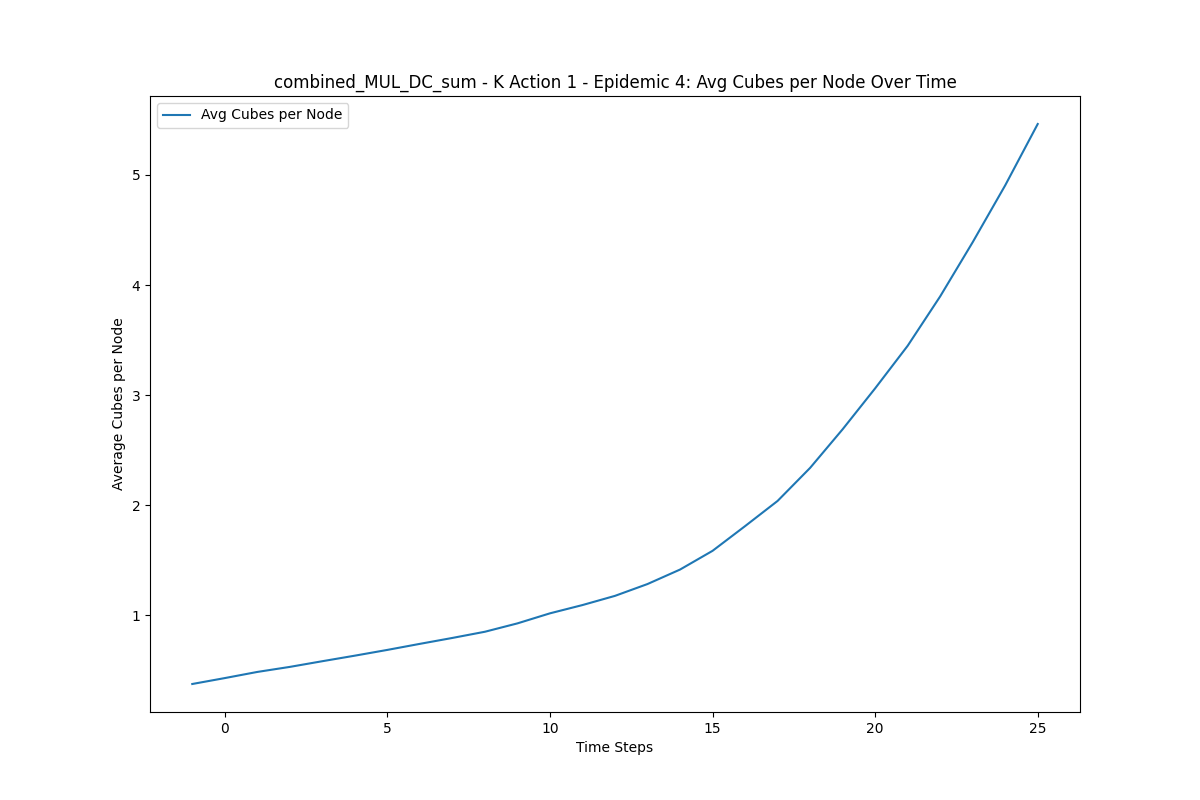 combined_MUL_DC_sum - K Action 1 - Epidemic 4: Avg Cubes per Node Over Time
Avg Cubes per Node
Average Cubes per Node
5
4
3
2
1
0
5
10
15
20
25
Time Steps